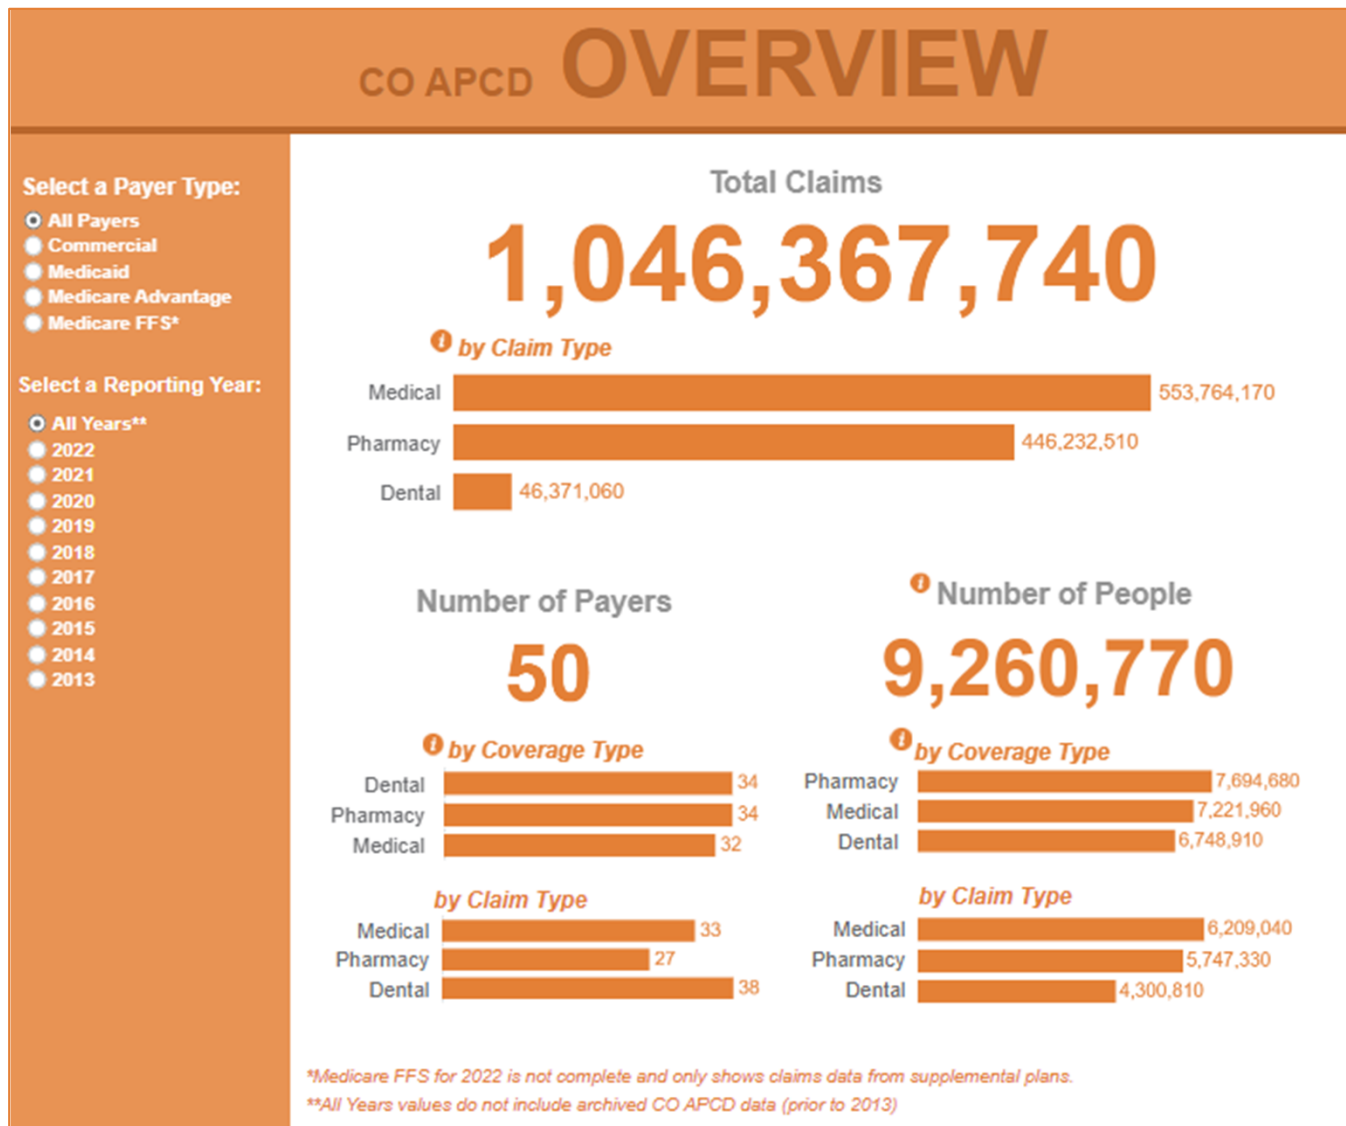 CO APCD OVERVIEW
Select a Payer Type:
All Payers
Commercial
Medicaid
Medicare Advantage
Medicare FFS*
Select a Reporting Year:
All Years**
2022
2021
2020
2019
2018
2017
2016
2015
2014
2013
Total Claims
1,046,367,740
i by Claim Type
Medical 553,764,170
Pharmacy 446,232,510
Dental 46,371,060
Number of Payers
50
i by Coverage Type
Dental 34
Pharmacy 34
Medical 32
by Claim Type
Medical 33
Pharmacy 27
Dental 38
i Number of People
9,260,770
i by Coverage Type
Pharmacy 7,694,680
Medical 7,221,960
Dental 6,748,910
by Claim Type
Medical 6,209,040
Pharmacy 5,747,330
Dental 4,300,810
*Medicare FFS for 2022 is not complete and only shows claims data from supplemental plans.
**All Years values do not include archived CO APCD data (prior to 2013)